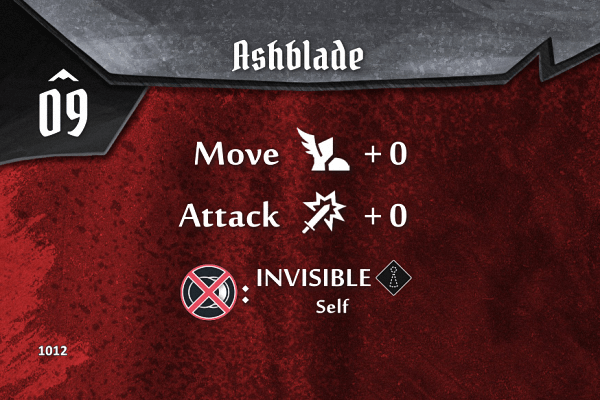 Ashblade
09
Move + 0
Attack + 0
: INVISIBLE
Self
1012